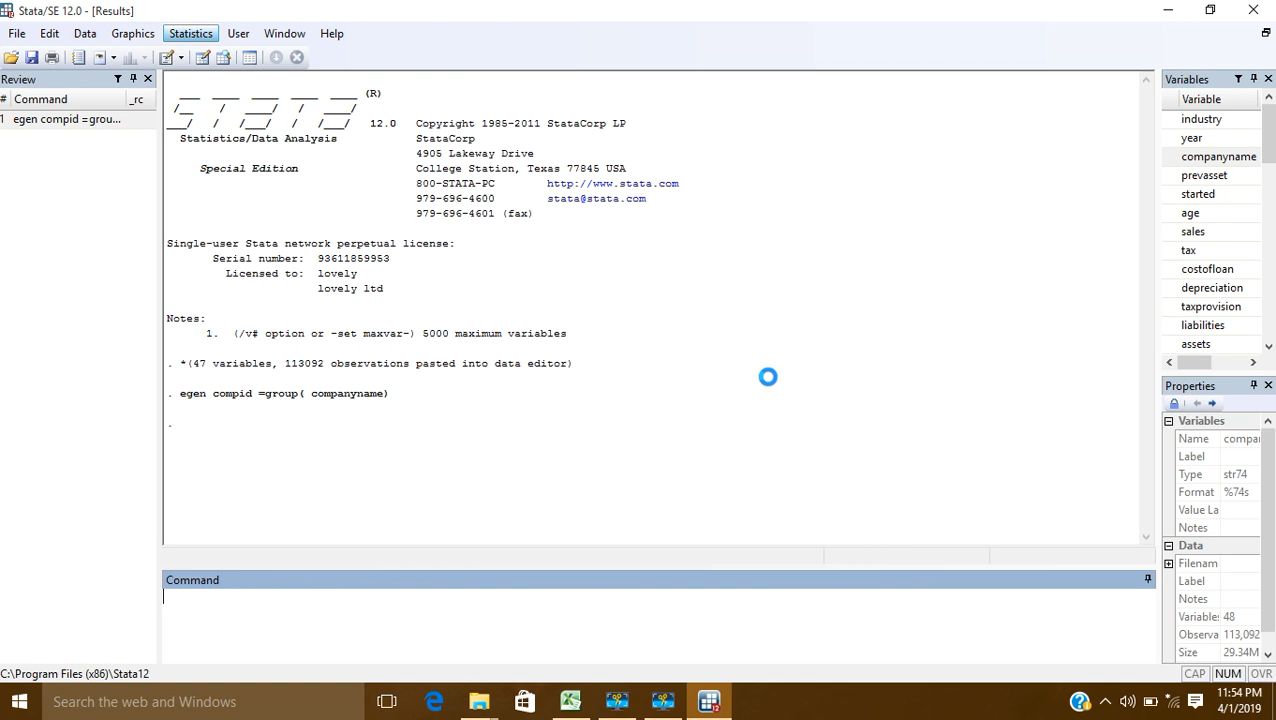 Stata/SE 12.0 - [Results]
File Edit Data Graphics Statistics User Window Help
Review
# Command _rc
1 egen compid =grou...
(R)
12.0 Copyright 1985-2011 StataCorp LP
Statistics/Data Analysis StataCorp
4905 Lakeway Drive
Special Edition College Station, Texas 77845 USA
800-STATA-PC http://www.stata.com
979-696-4600 stata@stata.com
979-696-4601 (fax)
Single-user Stata network perpetual license:
Serial number: 93611859953
Licensed to: lovely
lovely ltd
Notes:
1. (/v# option or -set maxvar-) 5000 maximum variables
. *(47 variables, 113092 observations pasted into data editor)
. egen compid =group( companyname)
.
Command
C:\Program Files (x86)\Stata12
Variables
Variable
industry
year
companyname
prevasset
started
age
sales
tax
costofloan
depreciation
taxprovision
liabilities
assets
Properties
Variables
Name compa
Label
Type str74
Format %74s
Value La
Notes
Data
Filenam
Label
Notes
Variables 48
Observa 113,092
Size 29.34M
CAP NUM OVR
Search the web and Windows
11:54 PM
4/1/2019